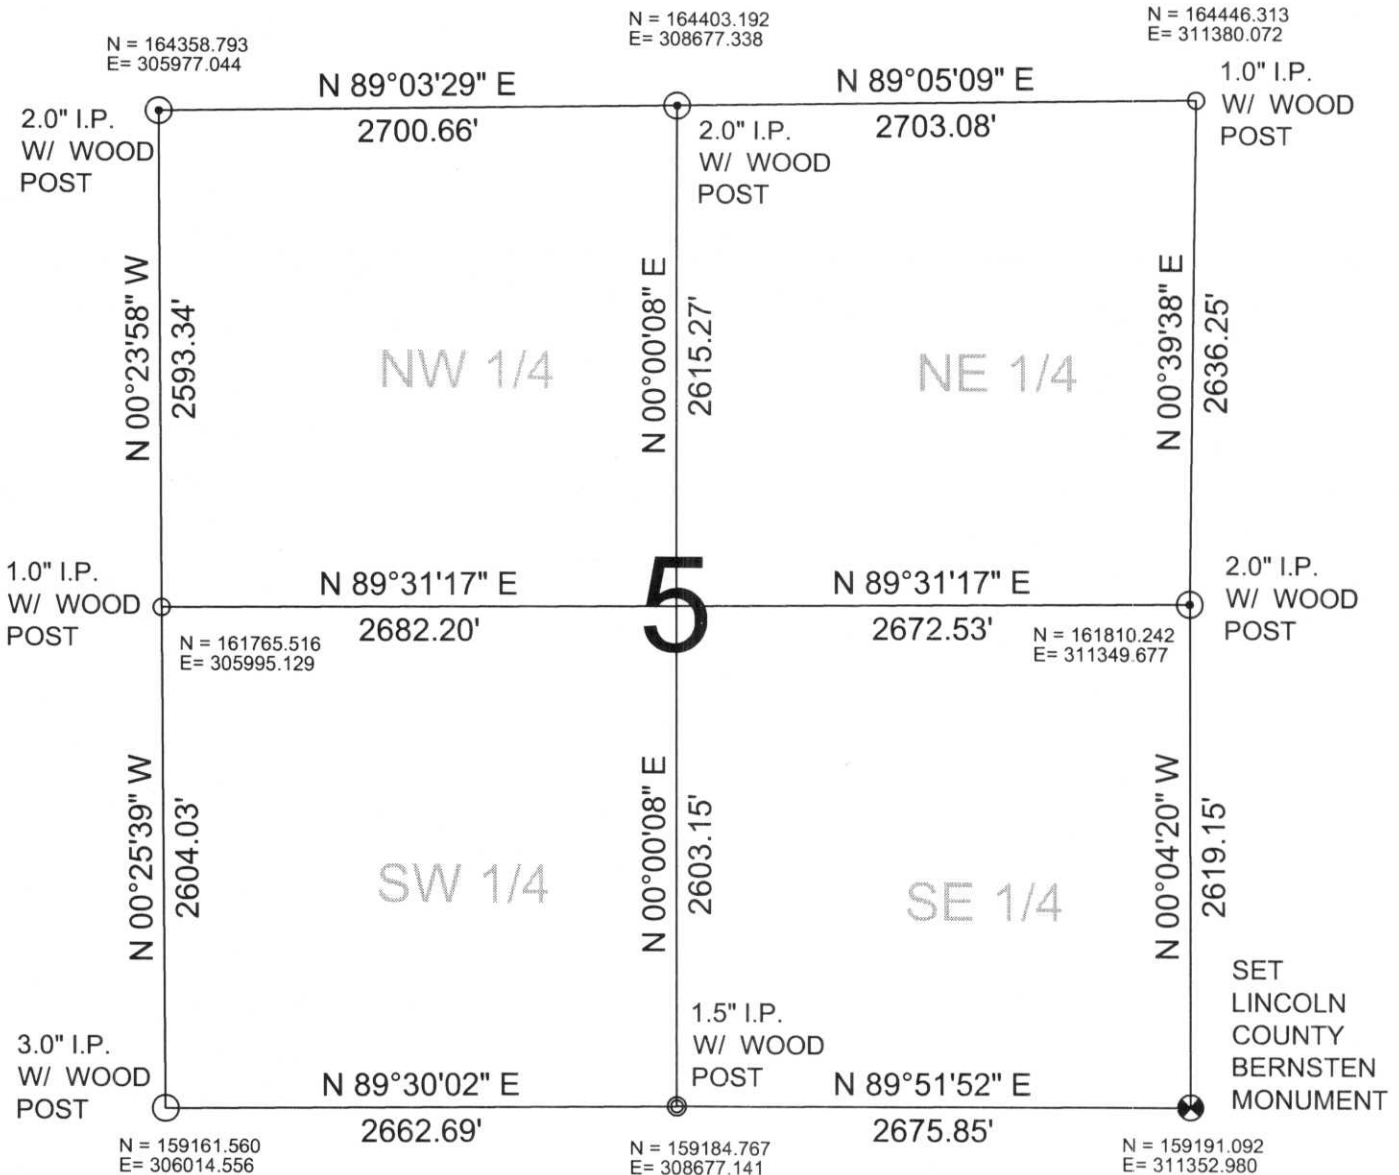 N = 164358.793
E= 305977.044
N = 164403.192
E= 308677.338
N = 164446.313
E= 311380.072
2.0" I.P.
W/ WOOD
POST
N 89°03'29" E
2700.66'
2.0" I.P.
W/ WOOD
POST
N 89°05'09" E
2703.08'
1.0" I.P.
W/ WOOD
POST
N 00°23'58" W
2593.34'
NW 1/4
N 00°00'08" E
2615.27'
NE 1/4
N 00°39'38" E
2636.25'
1.0" I.P.
W/ WOOD
POST
N 89°31'17" E
2682.20'
N = 161765.516
E= 305995.129
5
N 89°31'17" E
2672.53'
N = 161810.242
E= 311349.677
2.0" I.P.
W/ WOOD
POST
N 00°25'39" W
2604.03'
SW 1/4
N 00°00'08" E
2603.15'
SE 1/4
N 00°04'20" W
2619.15'
3.0" I.P.
W/ WOOD
POST
N 89°30'02" E
2662.69'
1.5" I.P.
W/ WOOD
POST
N 89°51'52" E
2675.85'
SET
LINCOLN
COUNTY
BERNSTEN
MONUMENT
N = 159161.560
E= 306014.556
N = 159184.767
E= 308677.141
N = 159191.092
E= 311352.980